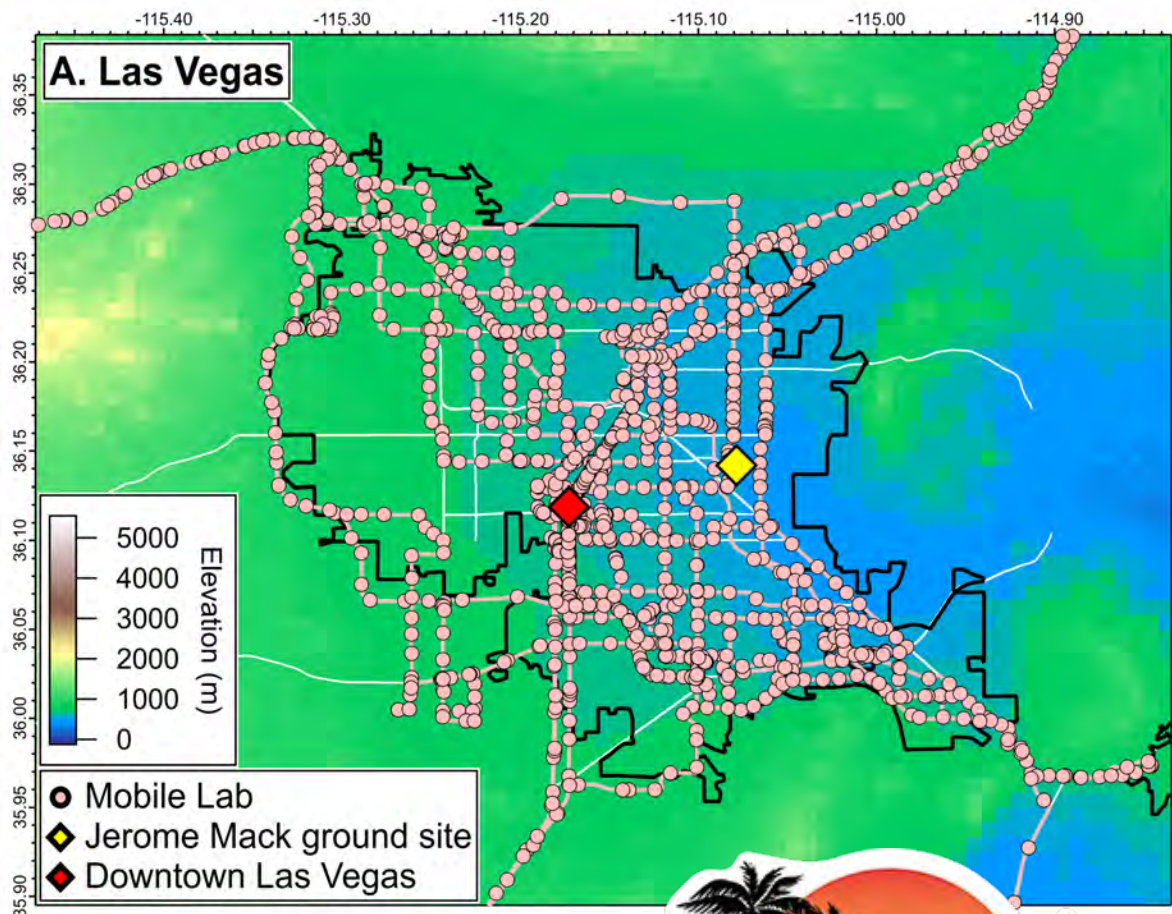 -115.40 -115.30 -115.20 -115.10 -115.00 -114.90
A. Las Vegas
36.35
36.30
36.25
36.20
36.15
36.10
36.05
36.00
35.95
35.90
5000
4000
3000
2000
1000
0
Elevation (m)
Mobile Lab
Jerome Mack ground site
Downtown Las Vegas